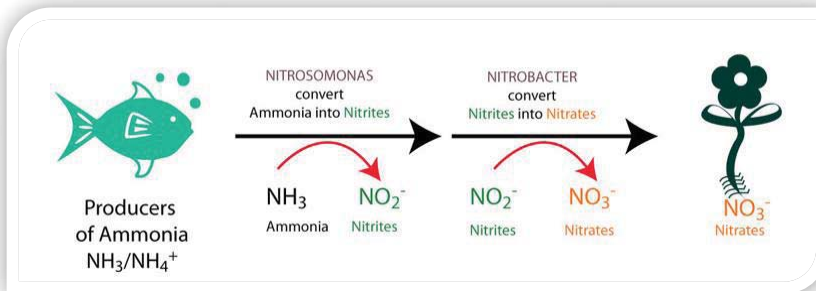 Producers
of Ammonia
NH₃/NH₄⁺
NITROSOMONAS
convert
Ammonia into Nitrites
NH₃ NO₂⁻
Ammonia Nitrites
NITROBACTER
convert
Nitrites into Nitrates
NO₂⁻ NO₃⁻
Nitrites Nitrates
NO₃⁻
Nitrates